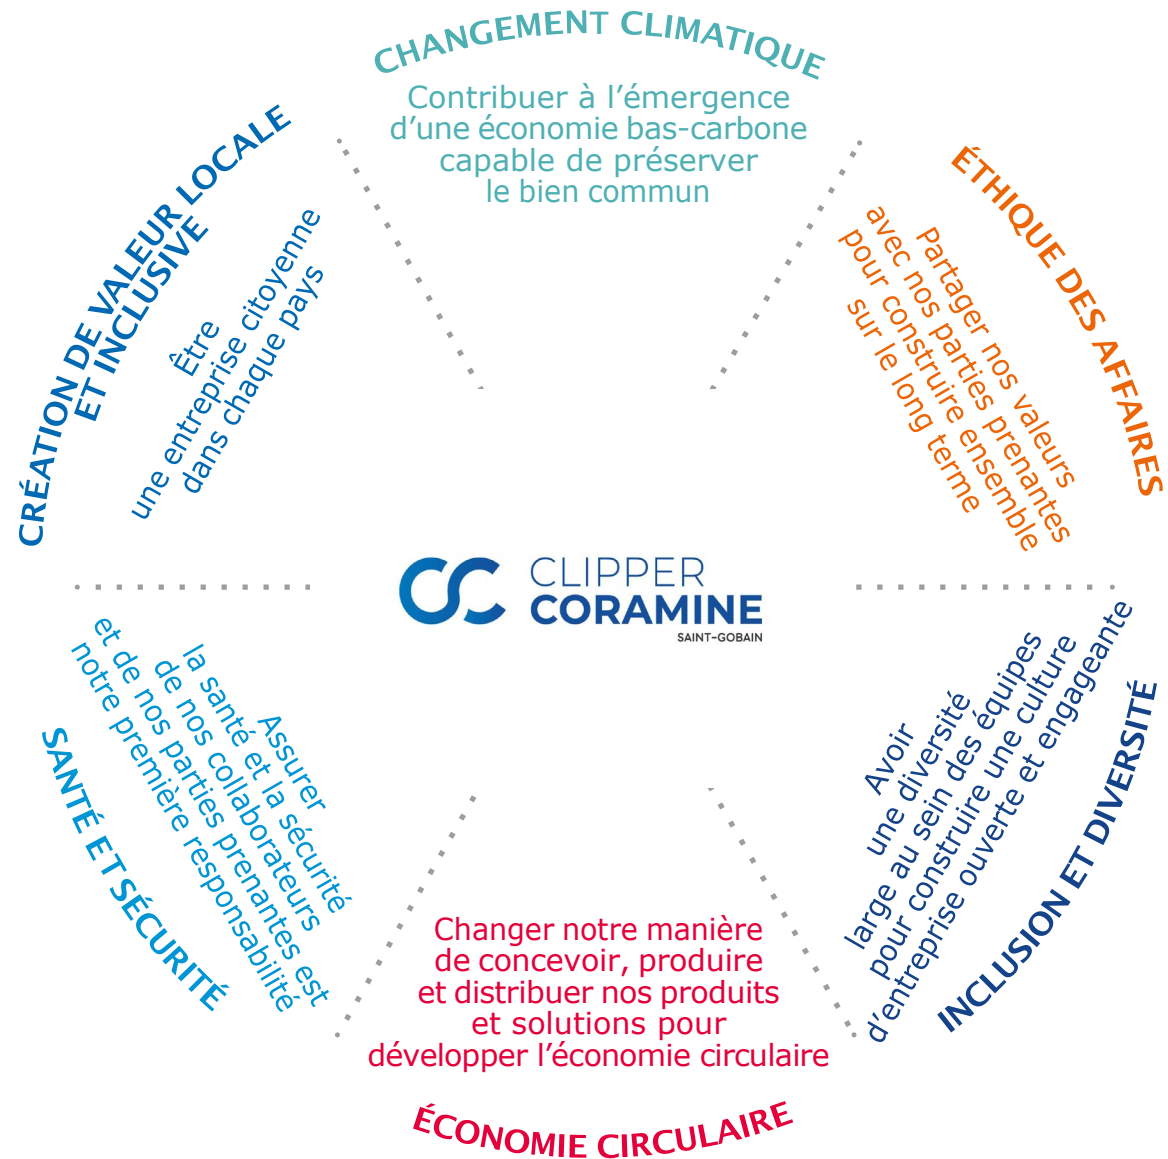 CHANGEMENT CLIMATIQUE
Contribuer à l’émergence
d’une économie bas-carbone
capable de préserver
le bien commun
ÉTHIQUE DES AFFAIRES
Partager nos valeurs
avec nos parties prenantes
pour construire ensemble
sur le long terme
INCLUSION ET DIVERSITÉ
Avoir
une diversité
large au sein des équipes
pour construire une culture
d’entreprise ouverte et engageante
ÉCONOMIE CIRCULAIRE
Changer notre manière
de concevoir, produire
et distribuer nos produits
et solutions pour
développer l’économie circulaire
SANTÉ ET SÉCURITÉ
Assurer
la santé et la sécurité
de nos collaborateurs
et de nos parties prenantes est
notre première responsabilité
CRÉATION DE VALEUR LOCALE
ET INCLUSIVE
Être
une entreprise citoyenne
dans chaque pays
CLIPPER
CORAMINE
SAINT-GOBAIN